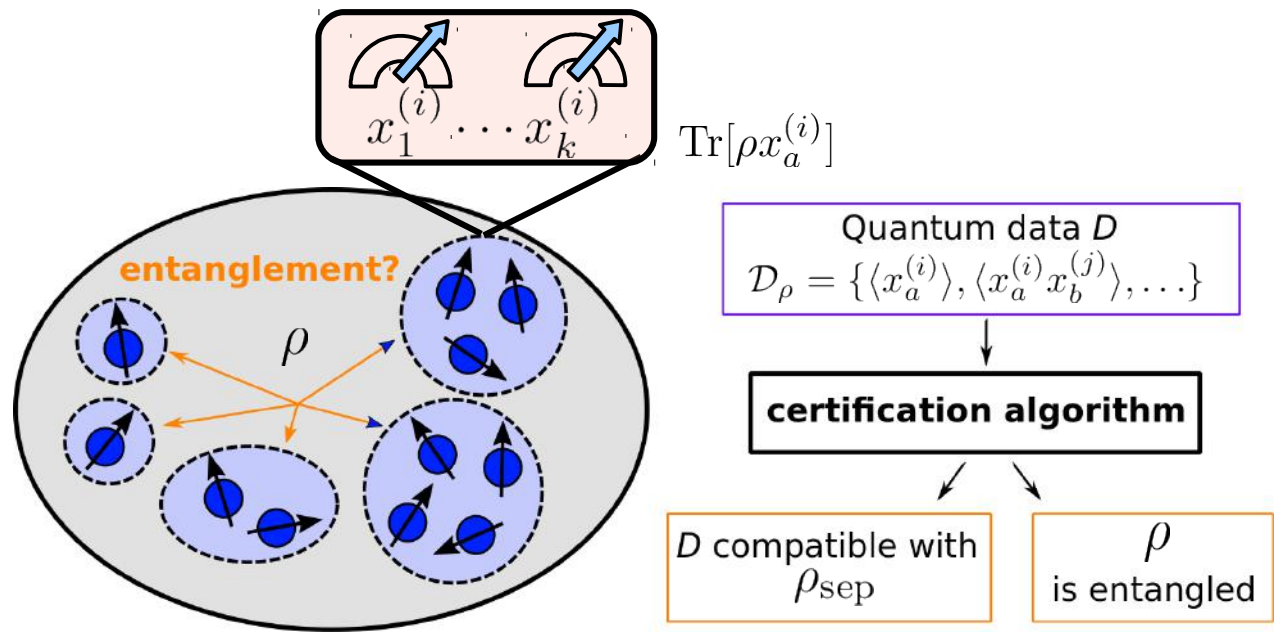 x_1^{(i)} ··· x_k^{(i)}
Tr[ρx_a^{(i)}]
entanglement?
ρ
Quantum data D
𝒟_ρ = {⟨x_a^{(i)}⟩, ⟨x_a^{(i)} x_b^{(j)}⟩, …}
certification algorithm
D compatible with
ρ_sep
ρ
is entangled